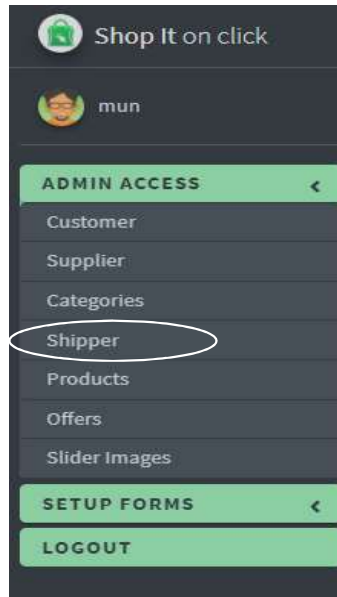 Shop It on click
mun
ADMIN ACCESS
Customer
Supplier
Categories
Shipper
Products
Offers
Slider Images
SETUP FORMS
LOGOUT